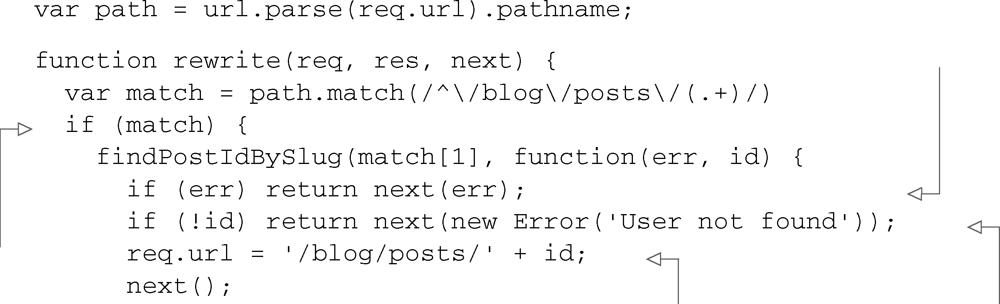 var path = url.parse(req.url).pathname;
function rewrite(req, res, next) {
var match = path.match(/^\/blog\/posts\/(.+)/)
if (match) {
findPostIdBySlug(match[1], function(err, id) {
if (err) return next(err);
if (!id) return next(new Error('User not found'));
req.url = '/blog/posts/' + id;
next();